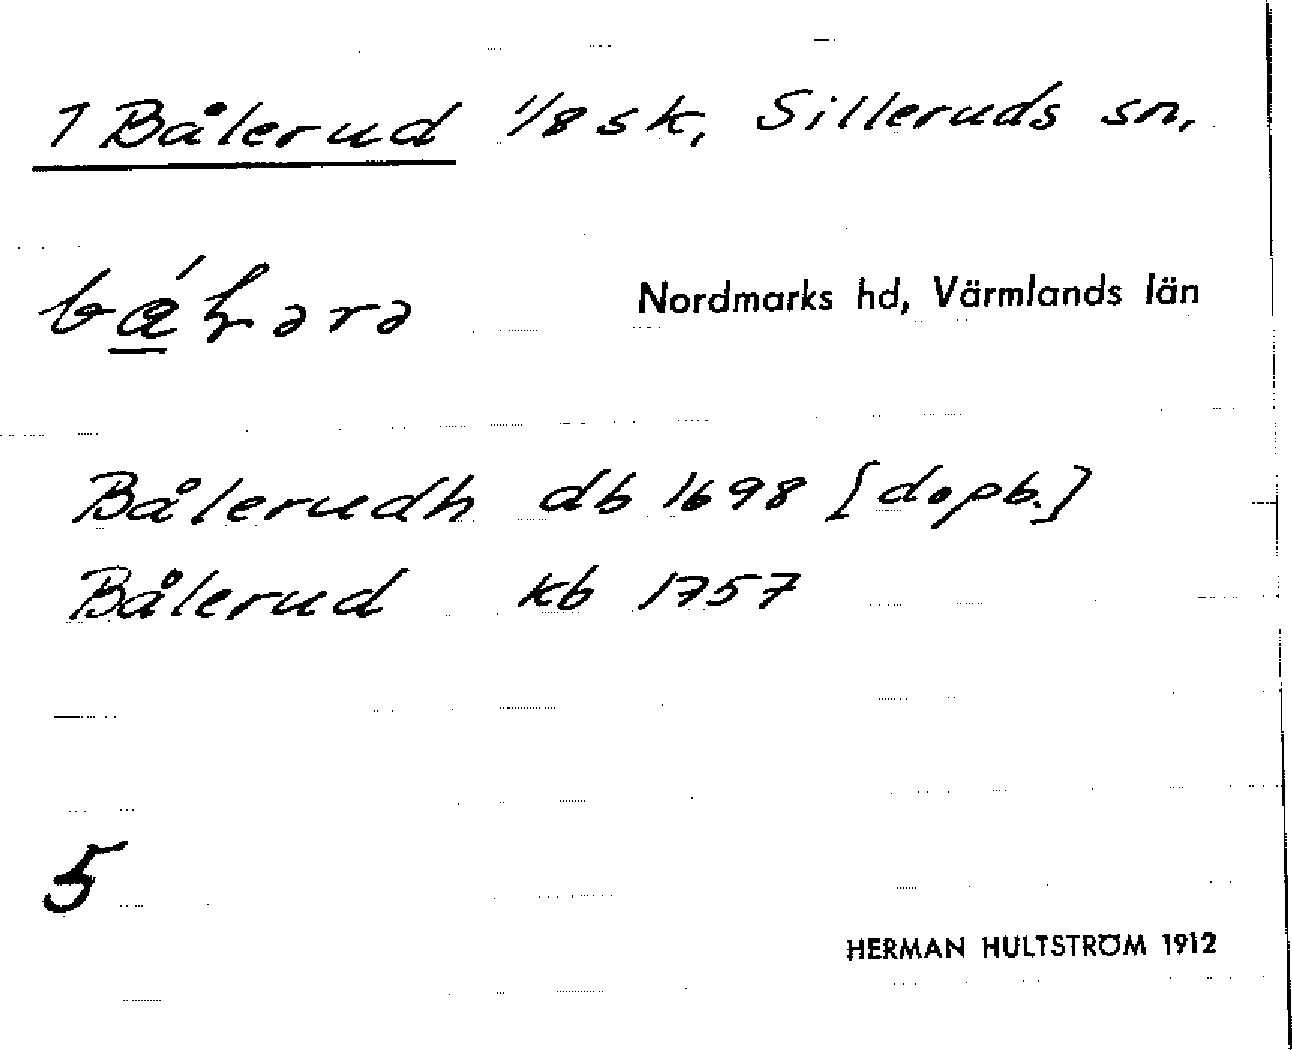 1 Bålerud 1/8 sk, Silleruds sn,
Nordmarks hd, Värmlands län
Bålerudh db 1698 [dopb.]
Bålerud kb 1757
5
HERMAN HULTSTRÖM 1912